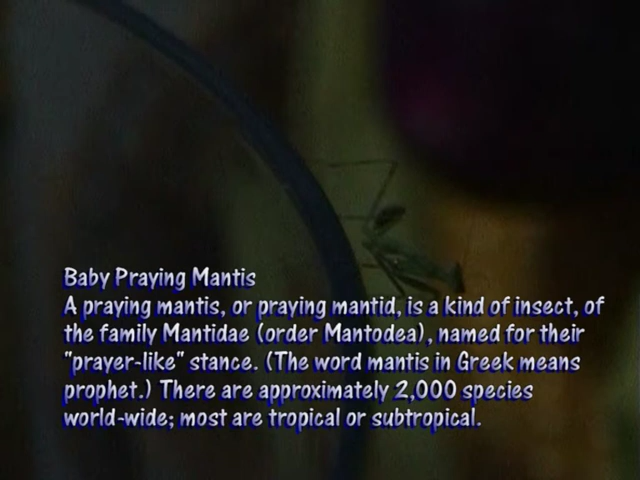 Baby Praying Mantis
A praying mantis, or praying mantid, is a kind of insect, of
the family Mantidae (order Mantodea), named for their
"prayer-like" stance. (The word mantis in Greek means
prophet.) There are approximately 2,000 species
world-wide; most are tropical or subtropical.